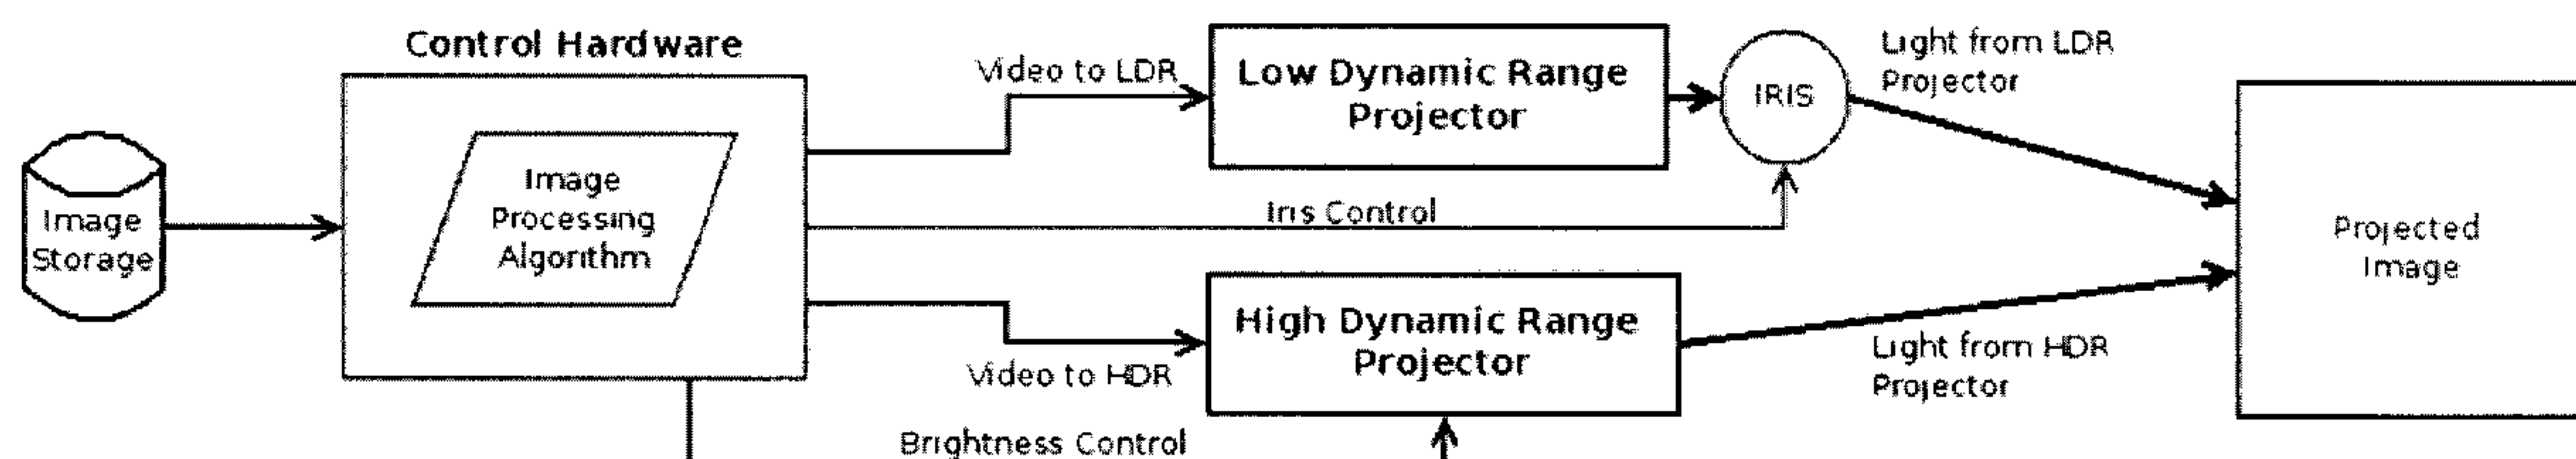 Control Hardware
Image
Storage
Image
Processing
Algorithm
Video to LDR
Low Dynamic Range
Projector
IRIS
Light from LDR
Projector
Iris Control
Video to HDR
High Dynamic Range
Projector
Light from HDR
Projector
Brightness Control
Projected
Image